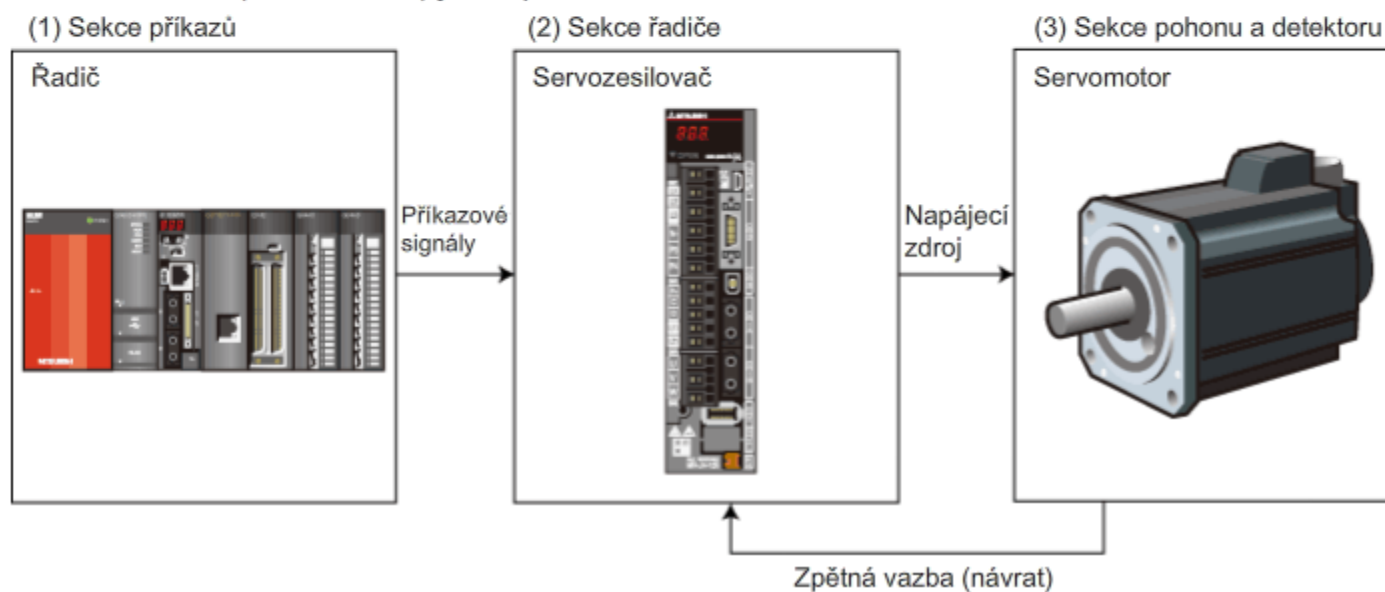 (1) Sekce příkazů
(2) Sekce řadiče
(3) Sekce pohonu a detektoru
Řadič
Servozesilovač
Servomotor
Příkazové
signály
Napájecí
zdroj
Zpětná vazba (návrat)